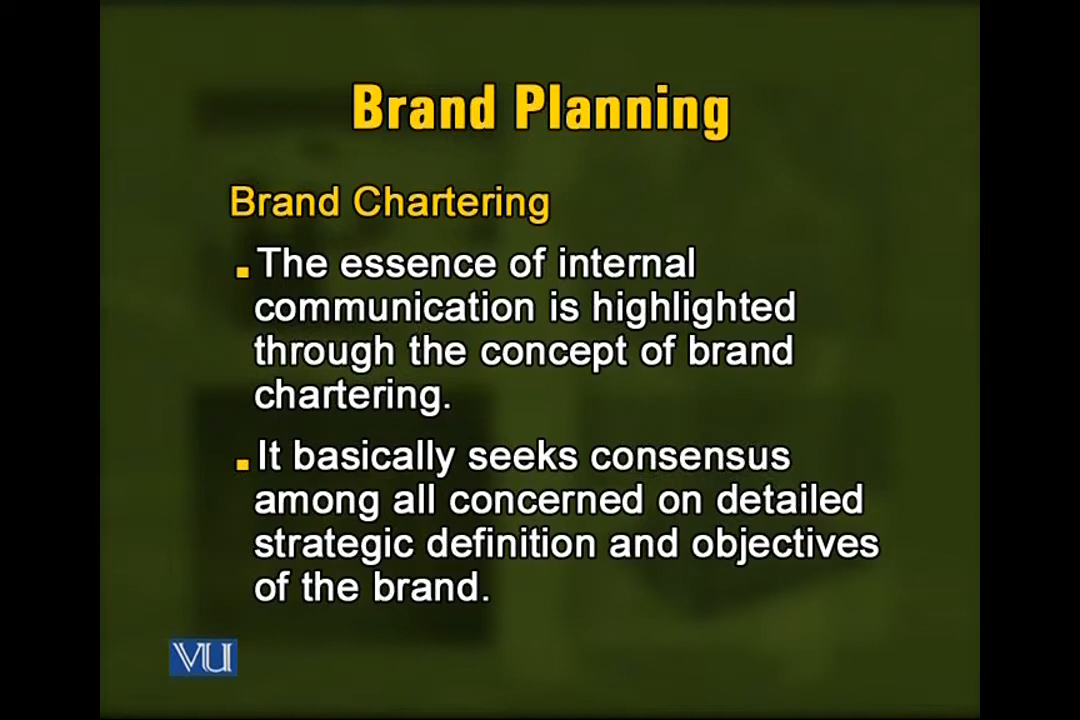 Brand Planning
Brand Chartering
The essence of internal
communication is highlighted
through the concept of brand
chartering.
It basically seeks consensus
among all concerned on detailed
strategic definition and objectives
of the brand.
VU